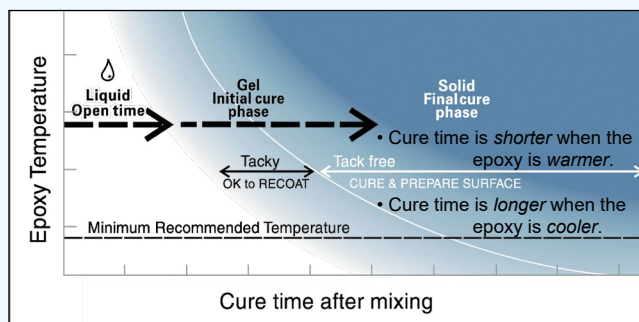 Epoxy Temperature
Liquid
Open time
Gel
Initial cure
phase
Solid
Final cure
phase
• Cure time is shorter when the
epoxy is warmer.
Tacky
OK to RECOAT
Tack free
CURE & PREPARE SURFACE
• Cure time is longer when the
epoxy is cooler.
Minimum Recommended Temperature
Cure time after mixing